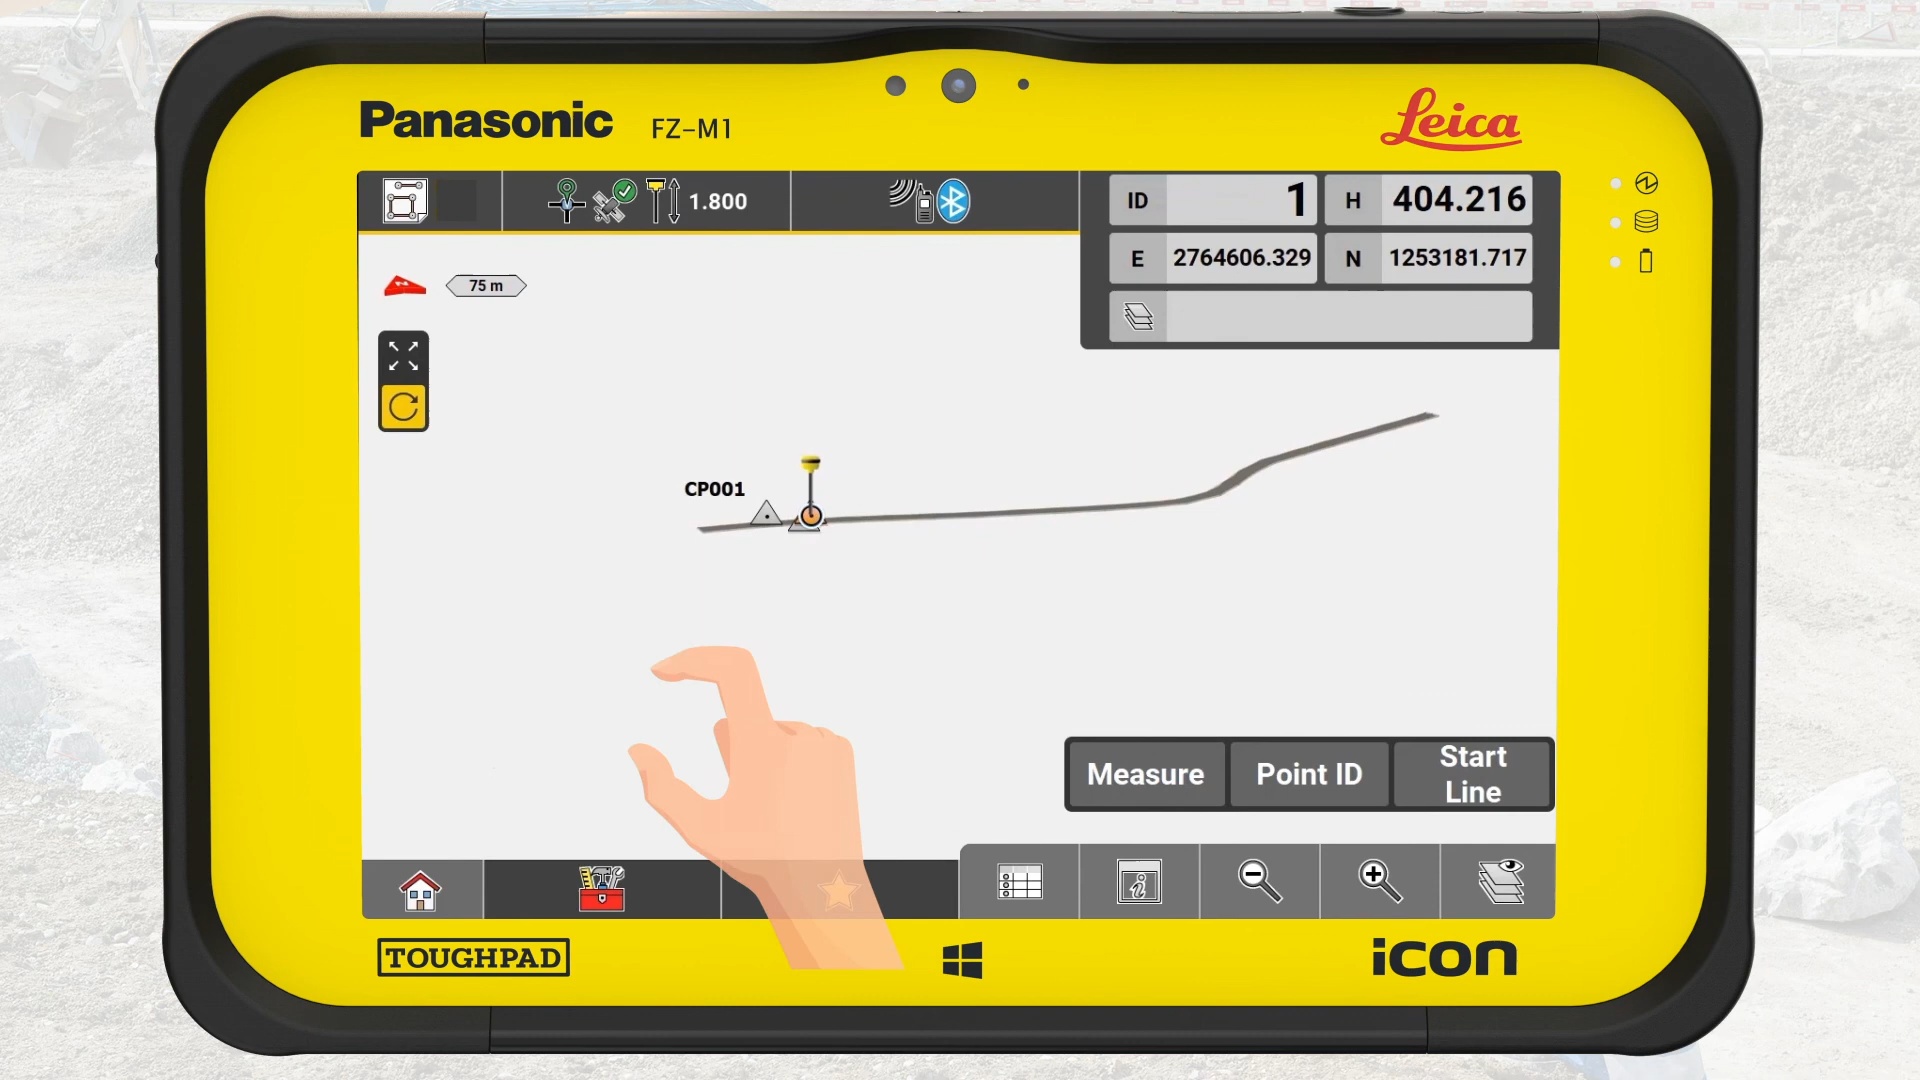 Panasonic FZ-M1
Leica
1.800
ID 1 H 404.216
E 2764606.329 N 1253181.717
75 m
CP001
Measure
Point ID
Start
Line
TOUGHPAD
icon